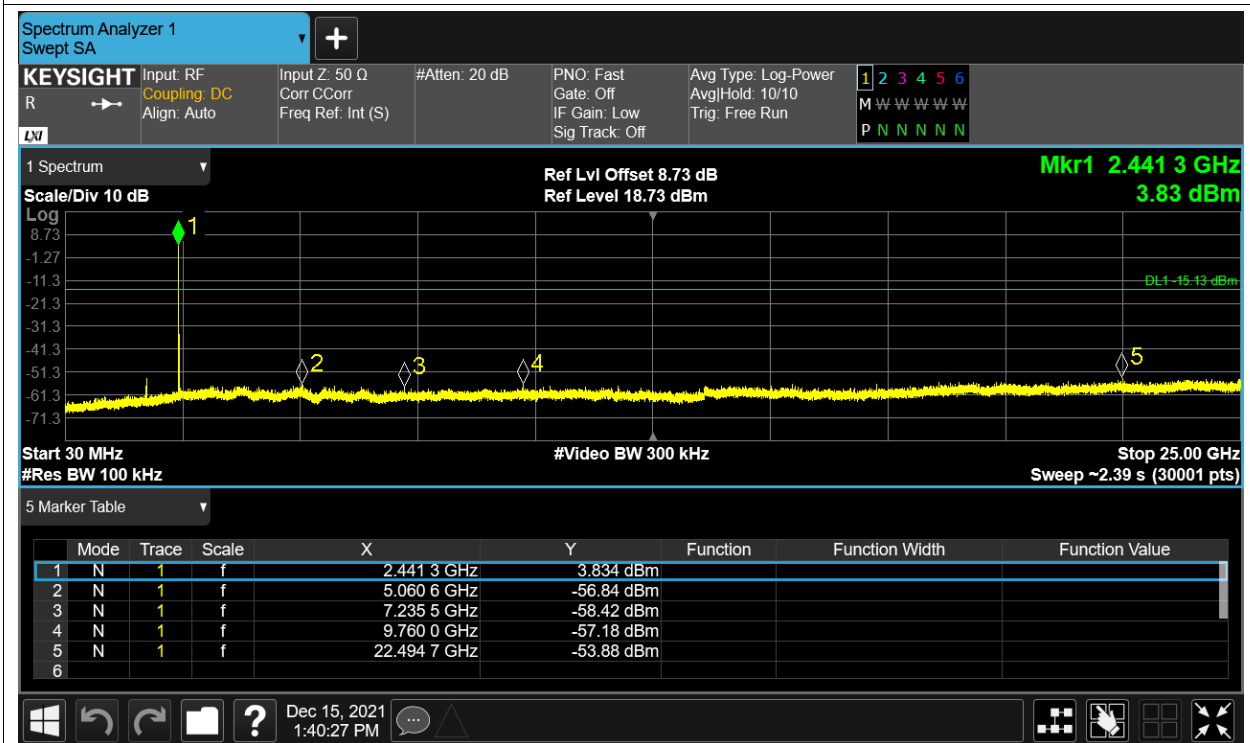 Spectrum Analyzer 1
Swept SA
KEYSIGHT
R
LXI
Input: RF
Coupling: DC
Align: Auto
Input Z: 50 Ω
Corr CCorr
Freq Ref: Int (S)
#Atten: 20 dB
PNO: Fast
Gate: Off
IF Gain: Low
Sig Track: Off
Avg Type: Log-Power
Avg|Hold: 10/10
Trig: Free Run
1 2 3 4 5 6
M W W W W W
P N N N N N
1 Spectrum
Scale/Div 10 dB
Ref Lvl Offset 8.73 dB
Ref Level 18.73 dBm
Mkr1 2.441 3 GHz
3.83 dBm
Log
8.73
-1.27
-11.3
-21.3
-31.3
-41.3
-51.3
-61.3
-71.3
1
2
3
4
5
DL1 -15.13 dBm
Start 30 MHz
#Res BW 100 kHz
#Video BW 300 kHz
Stop 25.00 GHz
Sweep ~2.39 s (30001 pts)
5 Marker Table
Mode Trace Scale X Y Function Function Width Function Value
1 N 1 f 2.441 3 GHz 3.834 dBm
2 N 1 f 5.060 6 GHz -56.84 dBm
3 N 1 f 7.235 5 GHz -58.42 dBm
4 N 1 f 9.760 0 GHz -57.18 dBm
5 N 1 f 22.494 7 GHz -53.88 dBm
6
?
Dec 15, 2021
1:40:27 PM